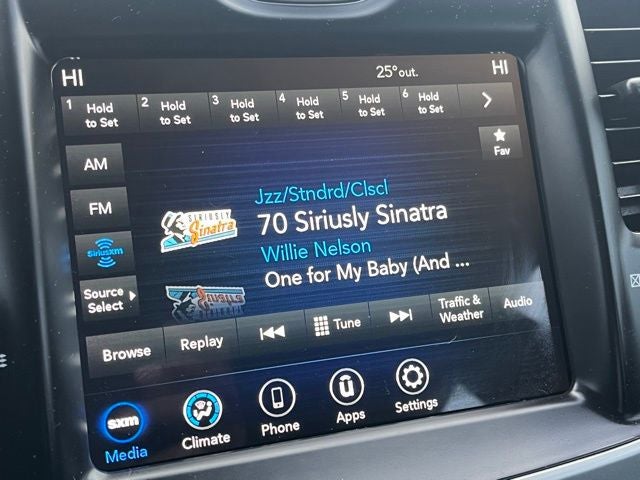 HI 25° out. HI
1 Hold to Set 2 Hold to Set 3 Hold to Set 4 Hold to Set 5 Hold to Set 6 Hold to Set
AM
Fav
Jzz/Stndrd/Clscl
FM
SIRIUSLY
Sinatra
70 Siriusly Sinatra
SiriusXM
Willie Nelson
One for My Baby (And ...
Source
Select
Browse Replay Tune Traffic & Weather Audio
sxm
Media Climate Phone Apps Settings